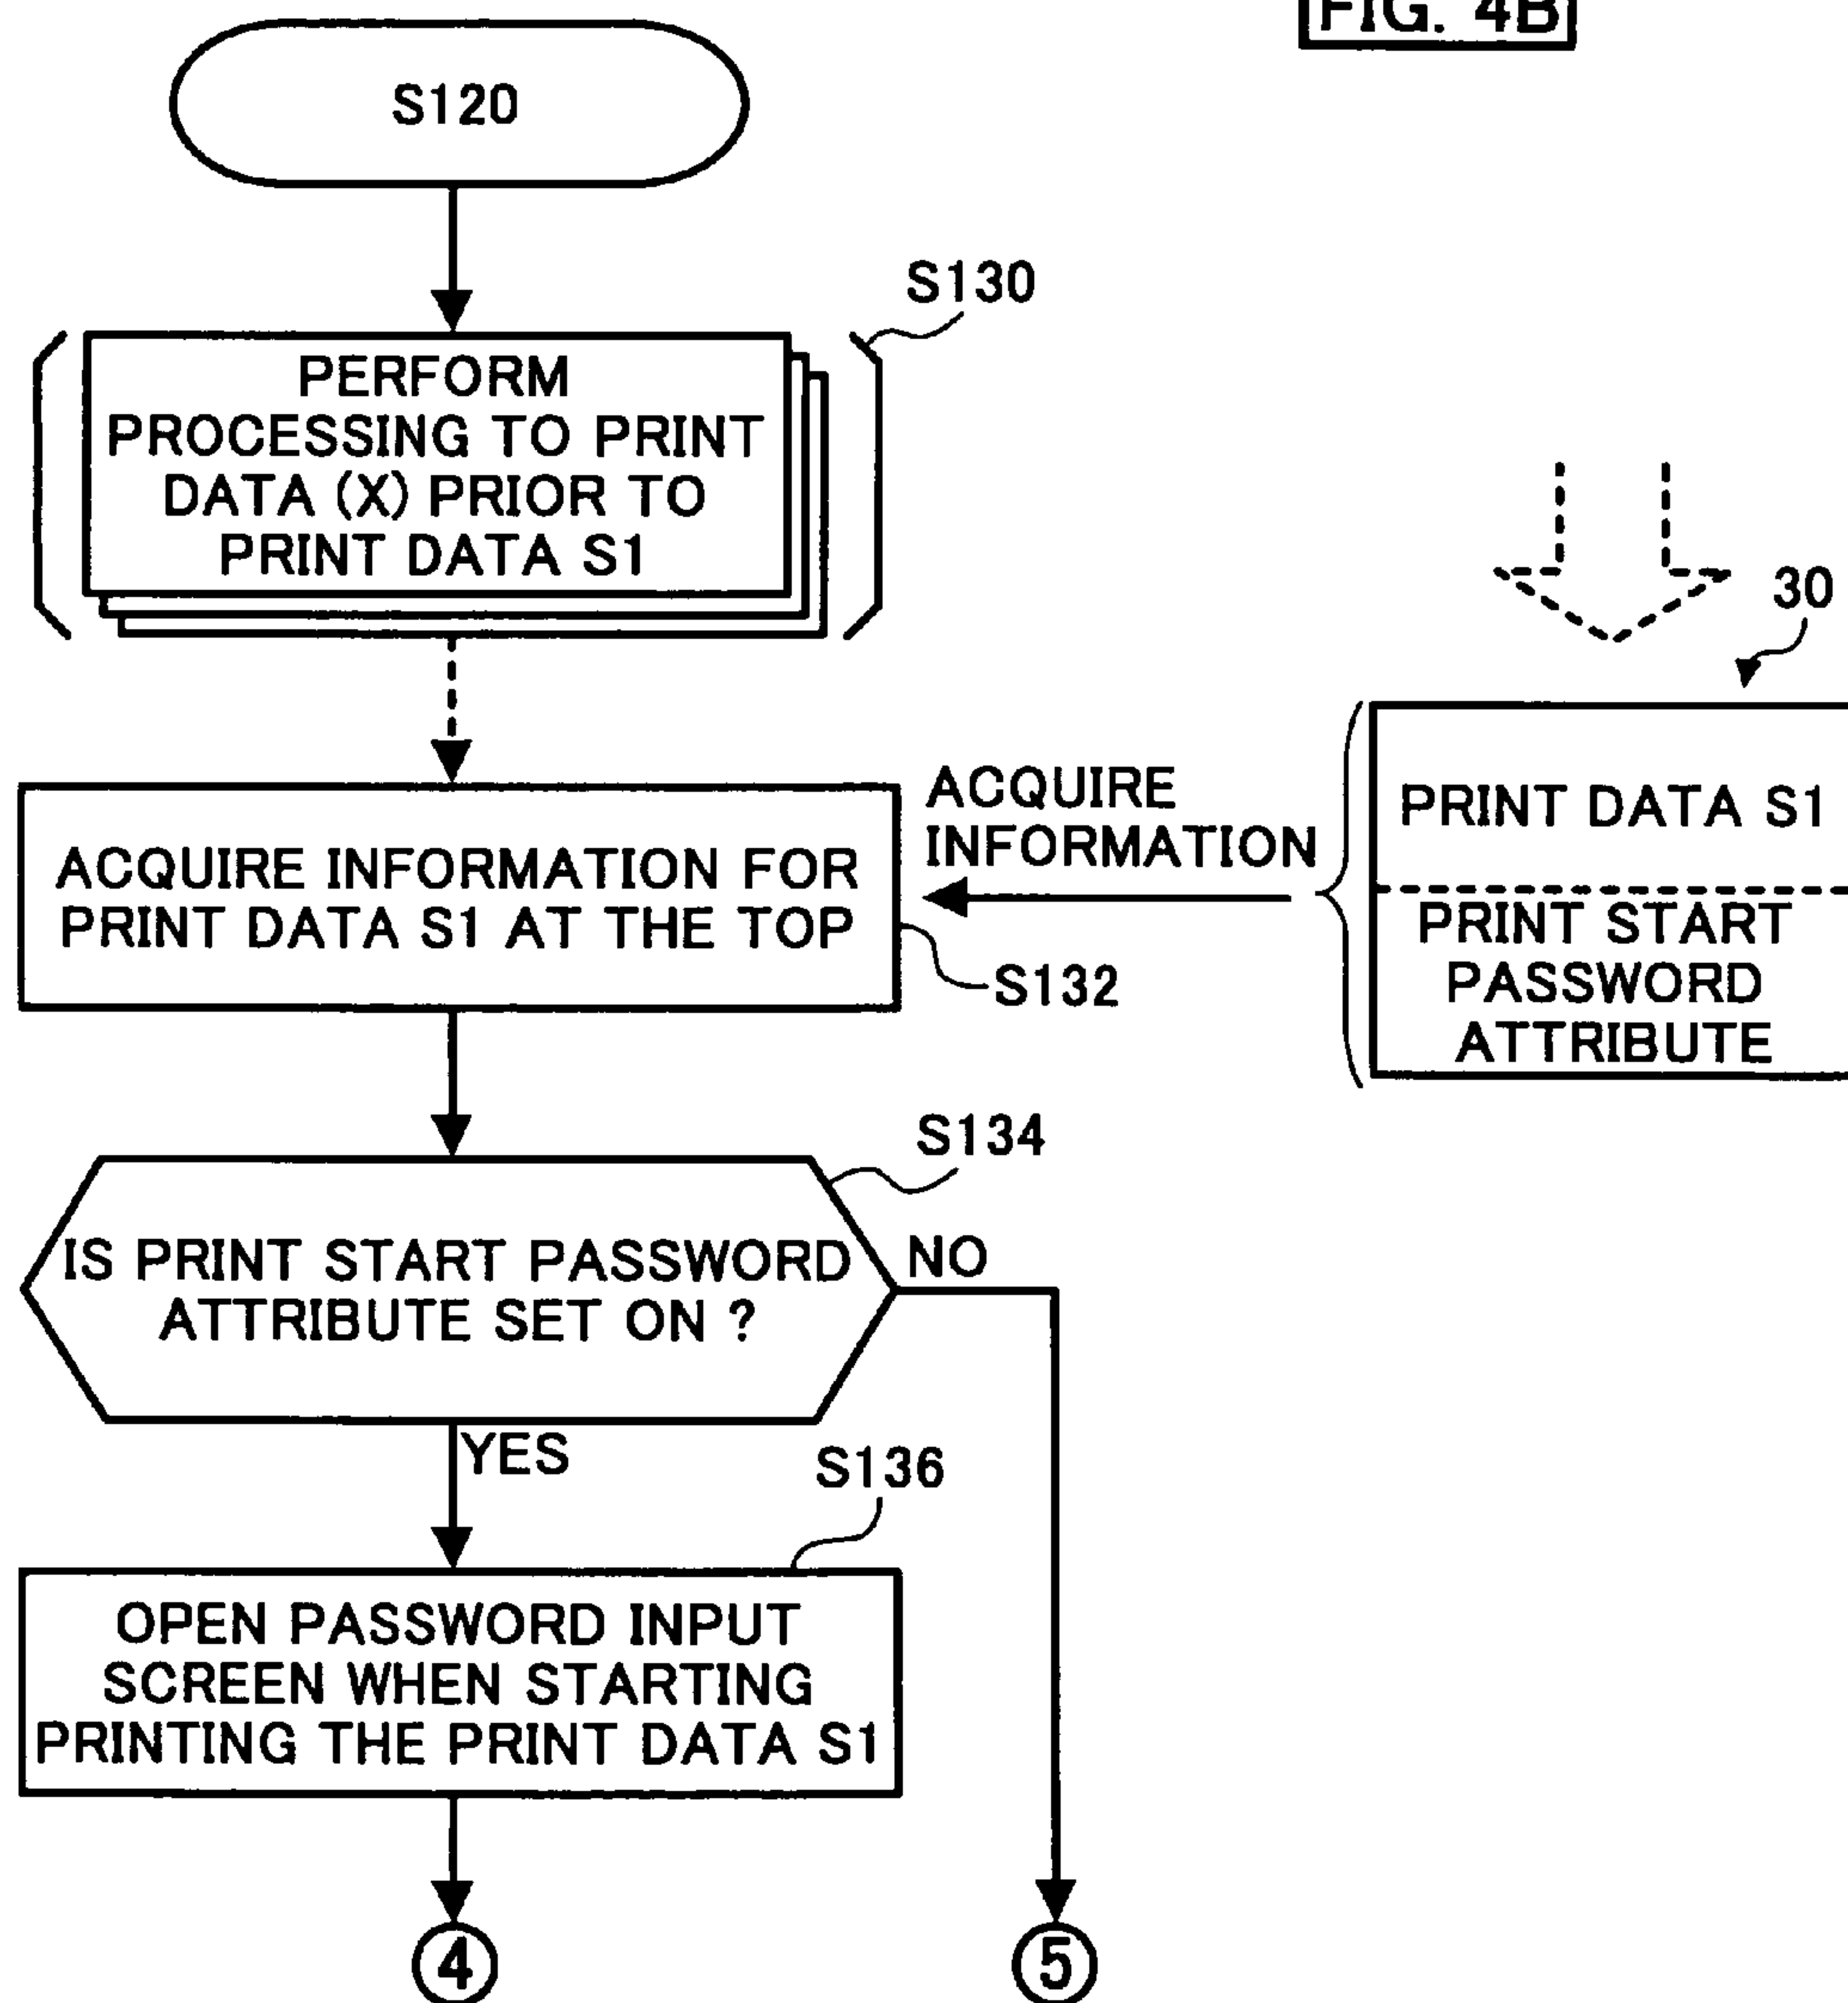 FIG. 4B
S120
S130
PERFORM
PROCESSING TO PRINT
DATA (X) PRIOR TO
PRINT DATA S1
30
ACQUIRE
INFORMATION
PRINT DATA S1
PRINT START
PASSWORD
ATTRIBUTE
ACQUIRE INFORMATION FOR
PRINT DATA S1 AT THE TOP
S132
S134
IS PRINT START PASSWORD
ATTRIBUTE SET ON ?
NO
YES
S136
OPEN PASSWORD INPUT
SCREEN WHEN STARTING
PRINTING THE PRINT DATA S1
4
5